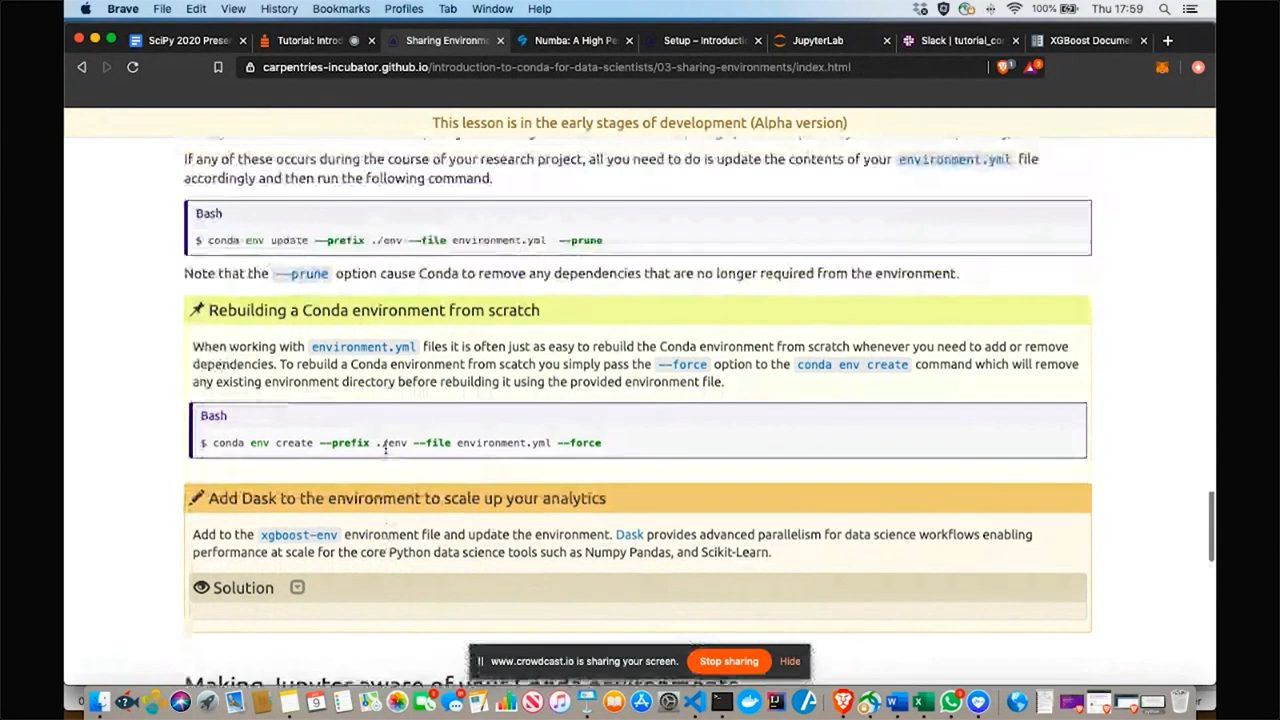 Brave File Edit View History Bookmarks Profiles Tab Window Help 100% Thu 17:59
SciPy 2020 Prese Tutorial: Introd Sharing Environme Numba: A High Pe Setup – Introductio JupyterLab Slack | tutorial_co XGBoost Docume
carpentries-incubator.github.io/introduction-to-conda-for-data-scientists/03-sharing-environments/index.html
This lesson is in the early stages of development (Alpha version)
If any of these occurs during the course of your research project, all you need to do is update the contents of your environment.yml file
accordingly and then run the following command.
Bash
$ conda env update --prefix ./env --file environment.yml --prune
Note that the --prune option cause Conda to remove any dependencies that are no longer required from the environment.
Rebuilding a Conda environment from scratch
When working with environment.yml files it is often just as easy to rebuild the Conda environment from scratch whenever you need to add or remove
dependencies. To rebuild a Conda environment from scatch you simply pass the --force option to the conda env create command which will remove
any existing environment directory before rebuilding it using the provided environment file.
Bash
$ conda env create --prefix ./env --file environment.yml --force
Add Dask to the environment to scale up your analytics
Add to the xgboost-env environment file and update the environment. Dask provides advanced parallelism for data science workflows enabling
performance at scale for the core Python data science tools such as Numpy Pandas, and Scikit-Learn.
Solution
www.crowdcast.io is sharing your screen. Stop sharing Hide
Making Jupyter aware of your Conda environments